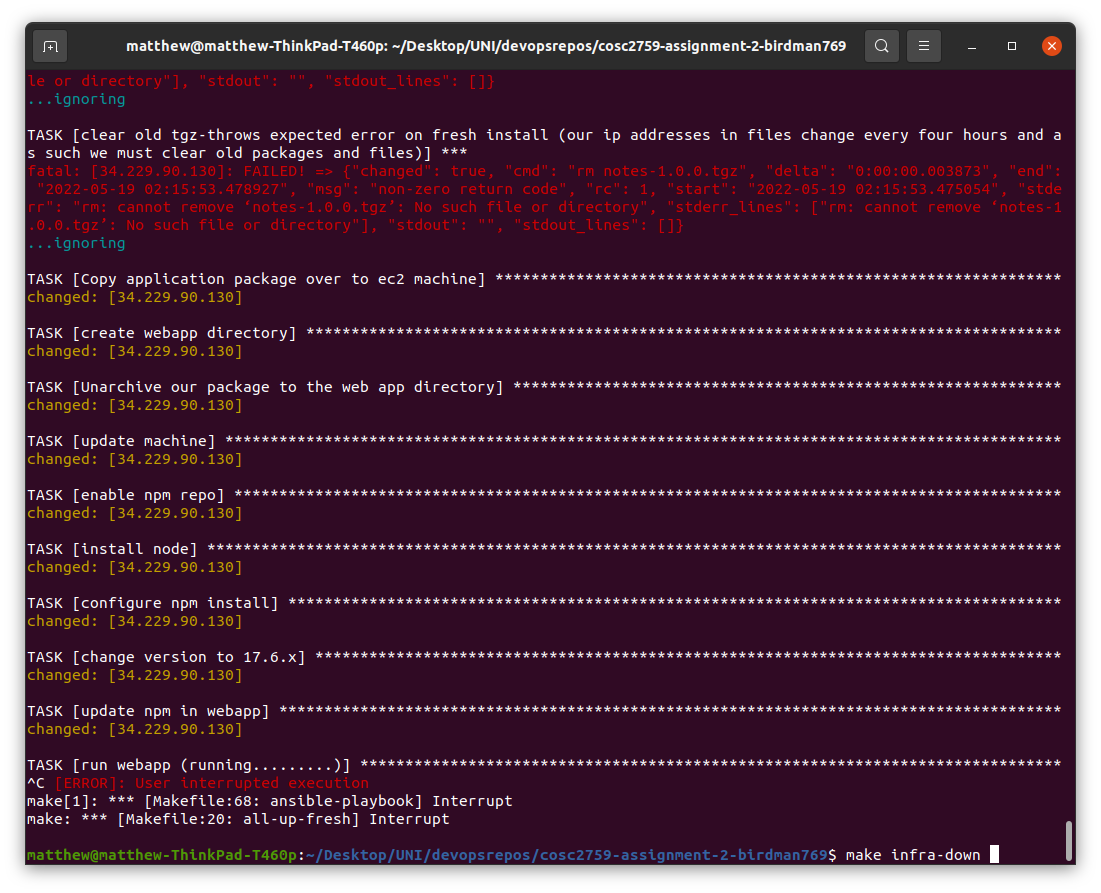 matthew@matthew-ThinkPad-T460p: ~/Desktop/UNI/devopsrepos/cosc2759-assignment-2-birdman769
le or directory"], "stdout": "", "stdout_lines": []}
...ignoring
TASK [clear old tgz-throws expected error on fresh install (our ip addresses in files change every four hours and a
s such we must clear old packages and files)] ***
fatal: [34.229.90.130]: FAILED! => {"changed": true, "cmd": "rm notes-1.0.0.tgz", "delta": "0:00:00.003873", "end":
 "2022-05-19 02:15:53.478927", "msg": "non-zero return code", "rc": 1, "start": "2022-05-19 02:15:53.475054", "stde
rr": "rm: cannot remove ‘notes-1.0.0.tgz’: No such file or directory", "stderr_lines": ["rm: cannot remove ‘notes-1
.0.0.tgz’: No such file or directory"], "stdout": "", "stdout_lines": []}
...ignoring
TASK [Copy application package over to ec2 machine] ***************************************************************
changed: [34.229.90.130]
TASK [create webapp directory] ************************************************************************************
changed: [34.229.90.130]
TASK [Unarchive our package to the web app directory] *************************************************************
changed: [34.229.90.130]
TASK [update machine] *********************************************************************************************
changed: [34.229.90.130]
TASK [enable npm repo] ********************************************************************************************
changed: [34.229.90.130]
TASK [install node] ***********************************************************************************************
changed: [34.229.90.130]
TASK [configure npm install] **************************************************************************************
changed: [34.229.90.130]
TASK [change version to 17.6.x] ***********************************************************************************
changed: [34.229.90.130]
TASK [update npm in webapp] ***************************************************************************************
changed: [34.229.90.130]
TASK [run webapp (running.........)] ******************************************************************************
^C [ERROR]: User interrupted execution
make[1]: *** [Makefile:68: ansible-playbook] Interrupt
make: *** [Makefile:20: all-up-fresh] Interrupt
matthew@matthew-ThinkPad-T460p:~/Desktop/UNI/devopsrepos/cosc2759-assignment-2-birdman769$ make infra-down